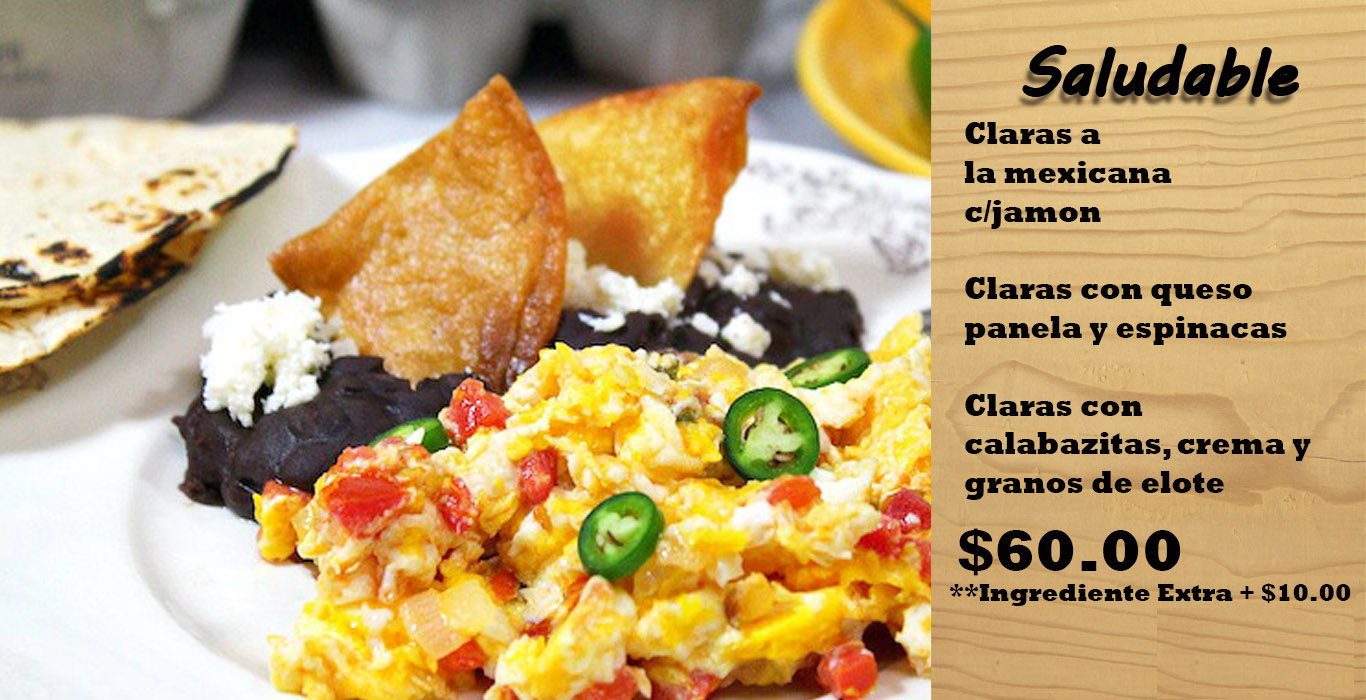 Saludable
Claras a
la mexicana
c/jamon
Claras con queso
panela y espinacas
Claras con
calabazitas, crema y
granos de elote
$60.00
**Ingrediente Extra + $10.00